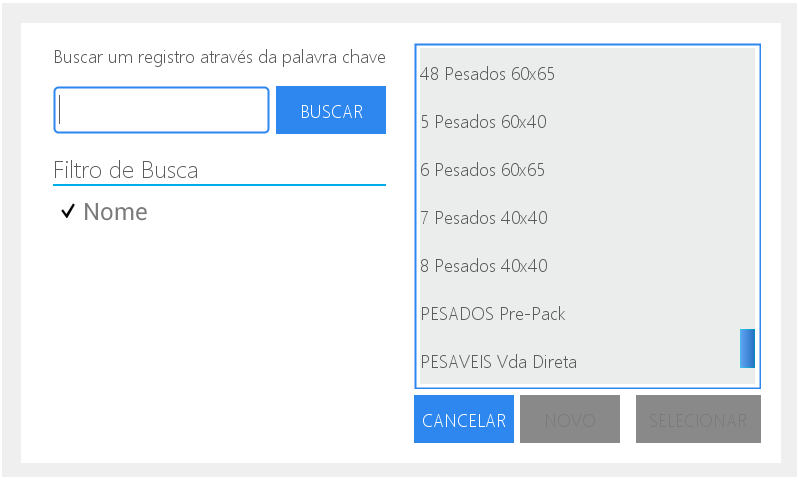 Buscar um registro através da palavra chave
BUSCAR
Filtro de Busca
Nome
48 Pesados 60x65
5 Pesados 60x40
6 Pesados 60x65
7 Pesados 40x40
8 Pesados 40x40
PESADOS Pre-Pack
PESAVEIS Vda Direta
CANCELAR
NOVO
SELECIONAR